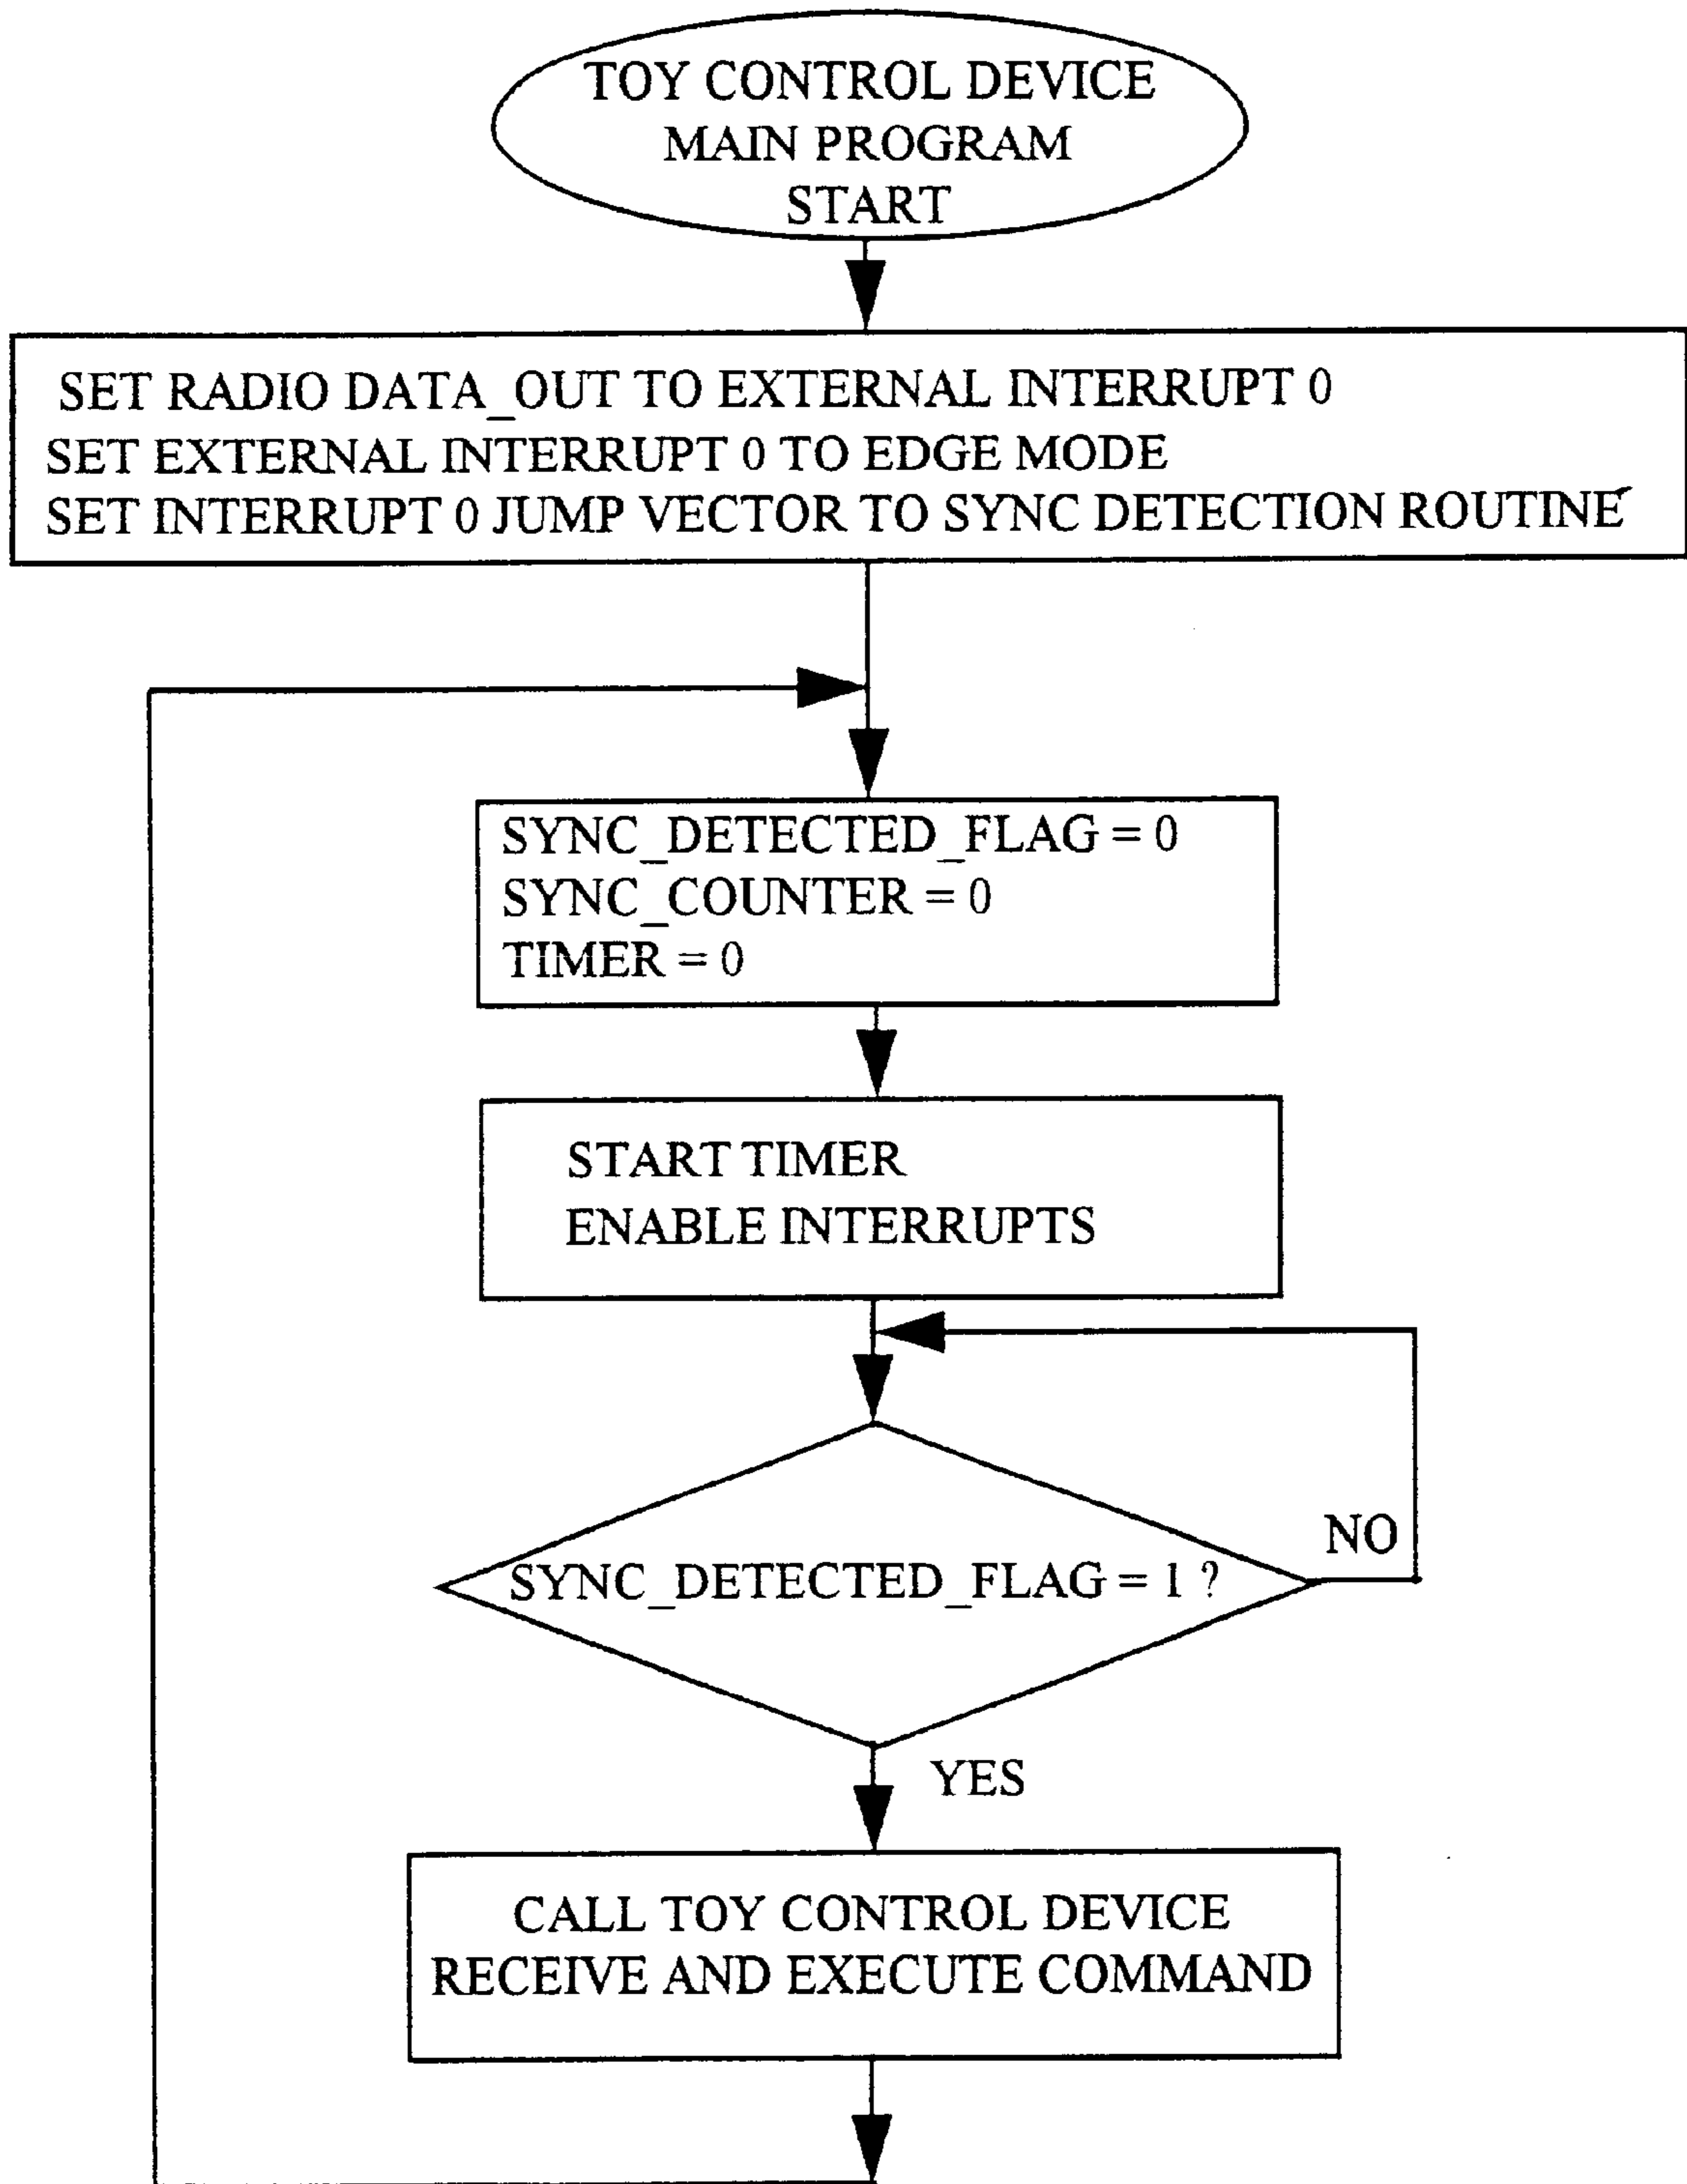 TOY CONTROL DEVICE
MAIN PROGRAM
START
SET RADIO DATA_OUT TO EXTERNAL INTERRUPT 0
SET EXTERNAL INTERRUPT 0 TO EDGE MODE
SET INTERRUPT 0 JUMP VECTOR TO SYNC DETECTION ROUTINE
SYNC_DETECTED_FLAG = 0
SYNC_COUNTER = 0
TIMER = 0
START TIMER
ENABLE INTERRUPTS
NO
SYNC_DETECTED_FLAG = 1 ?
YES
CALL TOY CONTROL DEVICE
RECEIVE AND EXECUTE COMMAND